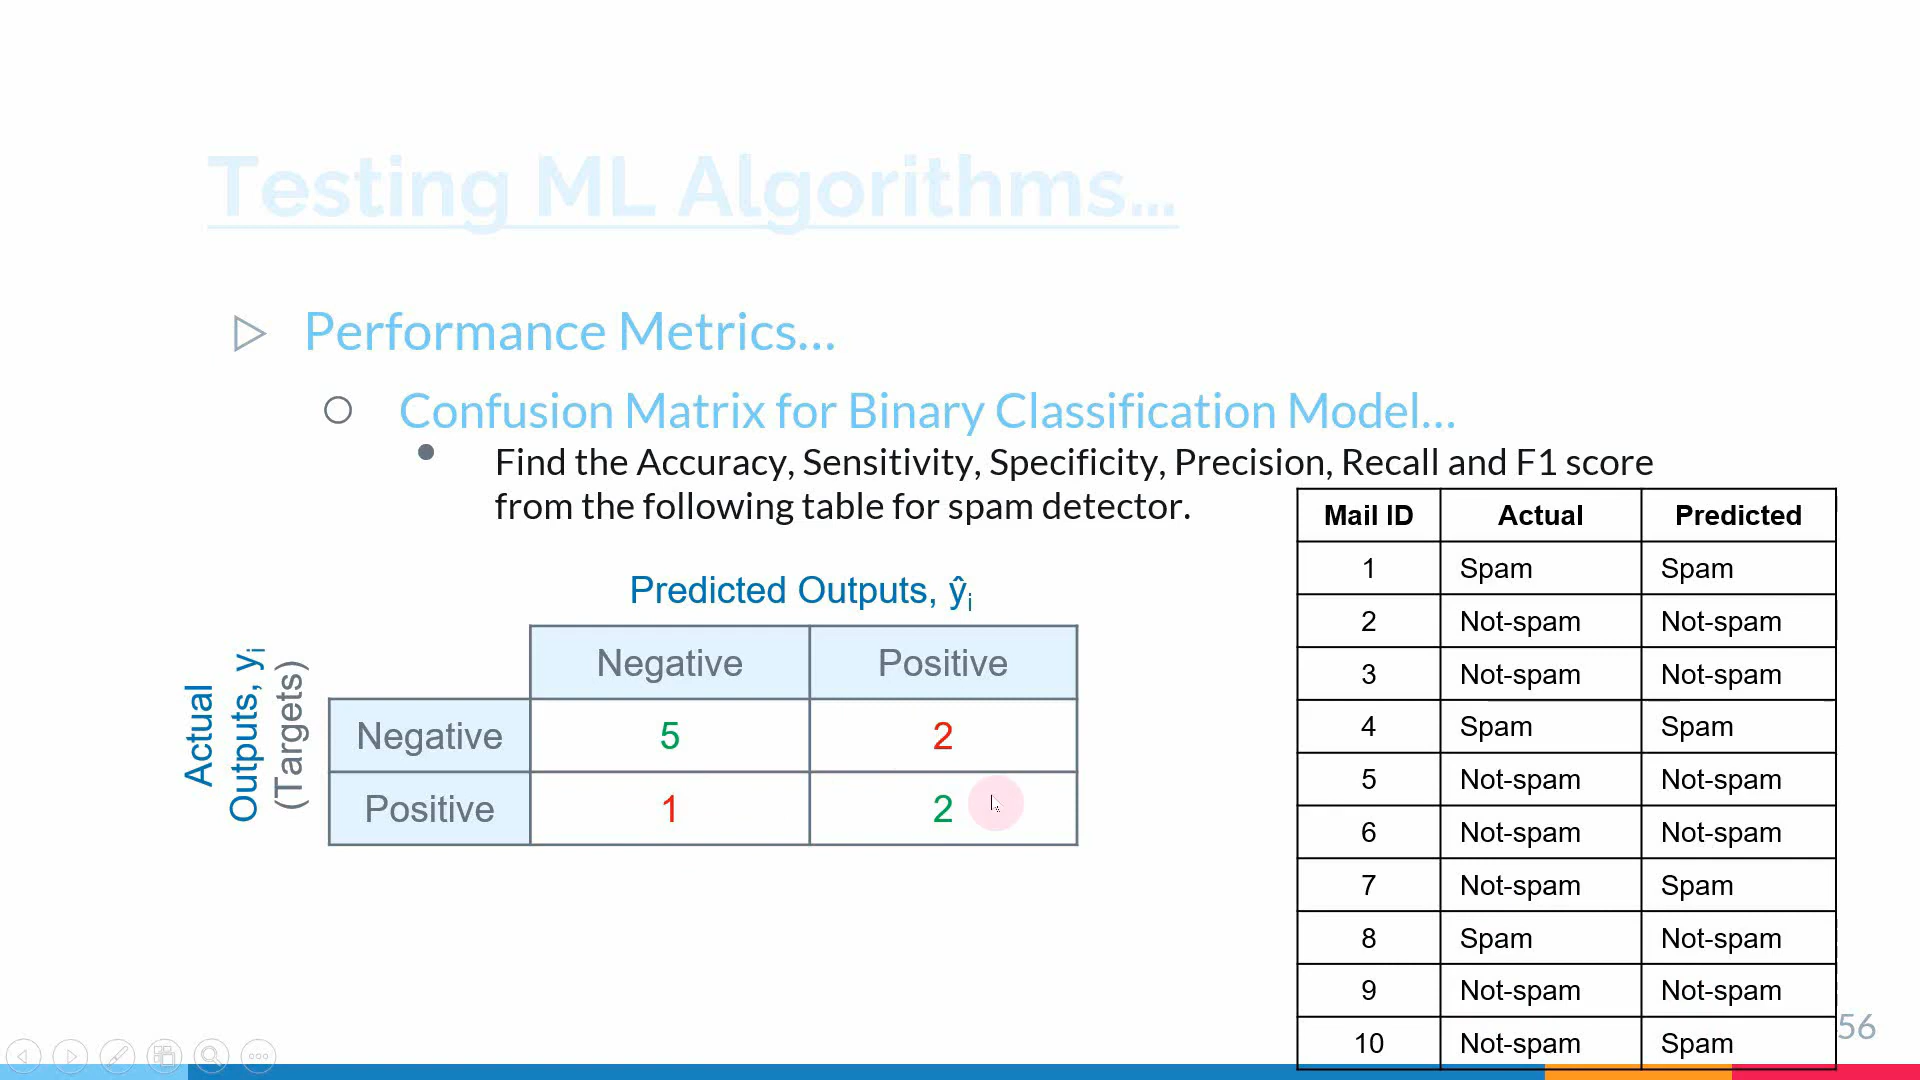 Testing ML Algorithms...
Performance Metrics...
Confusion Matrix for Binary Classification Model...
Find the Accuracy, Sensitivity, Specificity, Precision, Recall and F1 score
from the following table for spam detector.
Predicted Outputs, ŷi
Actual
Outputs, yi
(Targets)
Negative Positive
Negative 5 2
Positive 1 2
Mail ID Actual Predicted
1 Spam Spam
2 Not-spam Not-spam
3 Not-spam Not-spam
4 Spam Spam
5 Not-spam Not-spam
6 Not-spam Not-spam
7 Not-spam Spam
8 Spam Not-spam
9 Not-spam Not-spam
10 Not-spam Spam
56